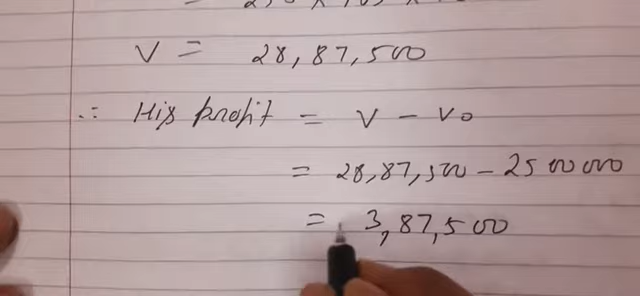 V = 28,87,500
∴ His profit = V - V₀
= 28,87,500 - 2500000
= 3,87,500